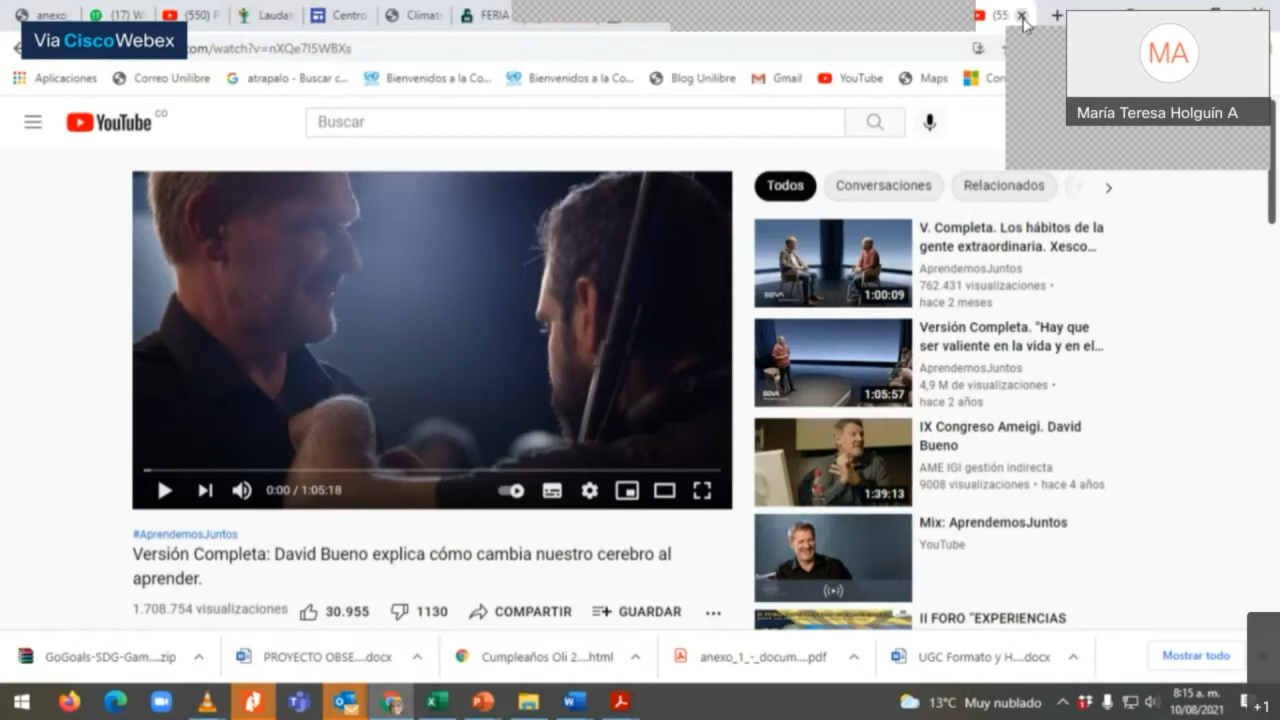 anexo
(17) W
(550) P
Laudat
Centro
Climat
FERIA
(55
Via CiscoWebex
com/watch?v=nXQe7I5WBXs
MA
María Teresa Holguín A
Aplicaciones
Correo Unilibre
atrapalo - Buscar c...
Bienvenidos a la Co...
Bienvenidos a la Co...
Blog Unilibre
Gmail
YouTube
Maps
Con
YouTube CO
Buscar
Todos
Conversaciones
Relacionados
V. Completa. Los hábitos de la
gente extraordinaria. Xesco...
AprendemosJuntos
762.431 visualizaciones •
hace 2 meses
BBVA
1:00:09
Versión Completa. "Hay que
ser valiente en la vida y en el...
AprendemosJuntos
4,9 M de visualizaciones •
hace 2 años
BBVA
1:05:57
IX Congreso Ameigi. David
Bueno
AME IGI gestión indirecta
9008 visualizaciones • hace 4 años
1:39:13
Mix: AprendemosJuntos
YouTube
II FORO "EXPERIENCIAS
0:00 / 1:05:18
#AprendemosJuntos
Versión Completa: David Bueno explica cómo cambia nuestro cerebro al
aprender.
1.708.754 visualizaciones
30.955
1130
COMPARTIR
GUARDAR
GoGoals-SDG-Gam....zip
PROYECTO OBSE....docx
Cumpleaños Oli 2....html
anexo_1_-_docum....pdf
UGC Formato y H....docx
Mostrar todo
13°C Muy nublado
8:15 a. m.
10/08/2021
+1